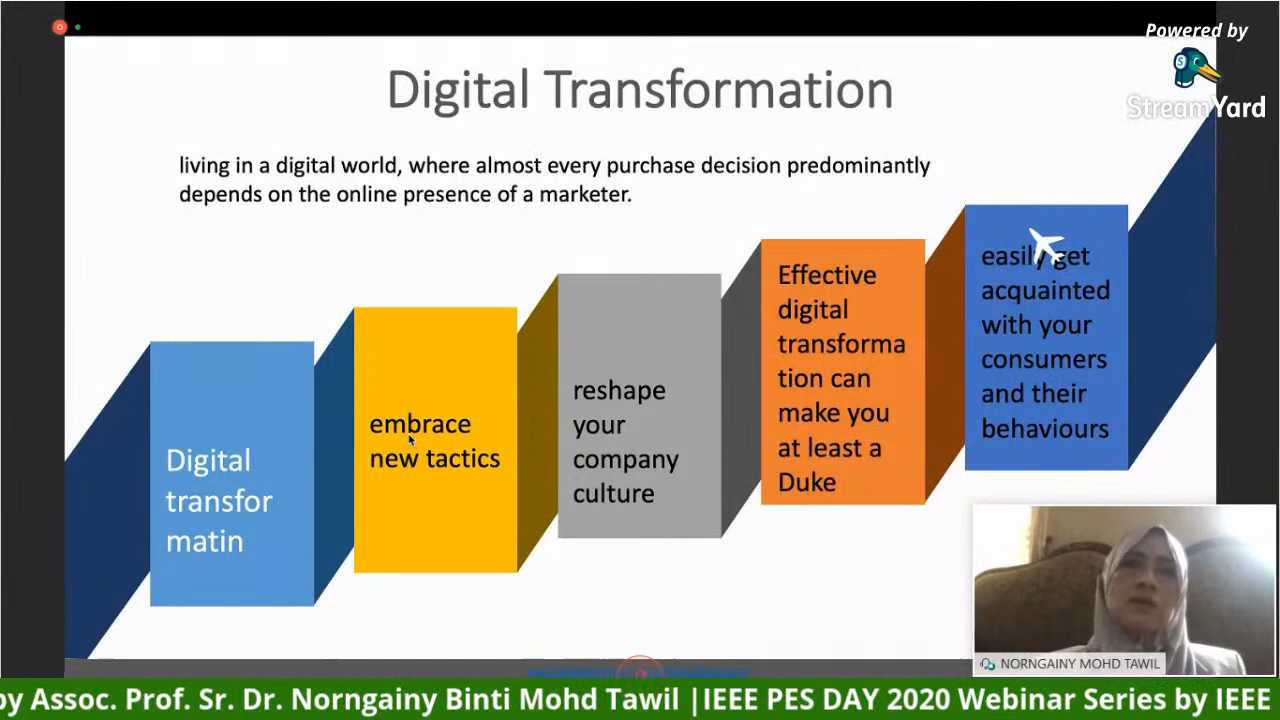 Powered by
StreamYard
Digital Transformation
living in a digital world, where almost every purchase decision predominantly
depends on the online presence of a marketer.
Digital
transfor
matin
embrace
new tactics
reshape
your
company
culture
Effective
digital
transforma
tion can
make you
at least a
Duke
easily get
acquainted
with your
consumers
and their
behaviours
NORNGAINY MOHD TAWIL
by Assoc. Prof. Sr. Dr. Norngainy Binti Mohd Tawil |IEEE PES DAY 2020 Webinar Series by IEEE